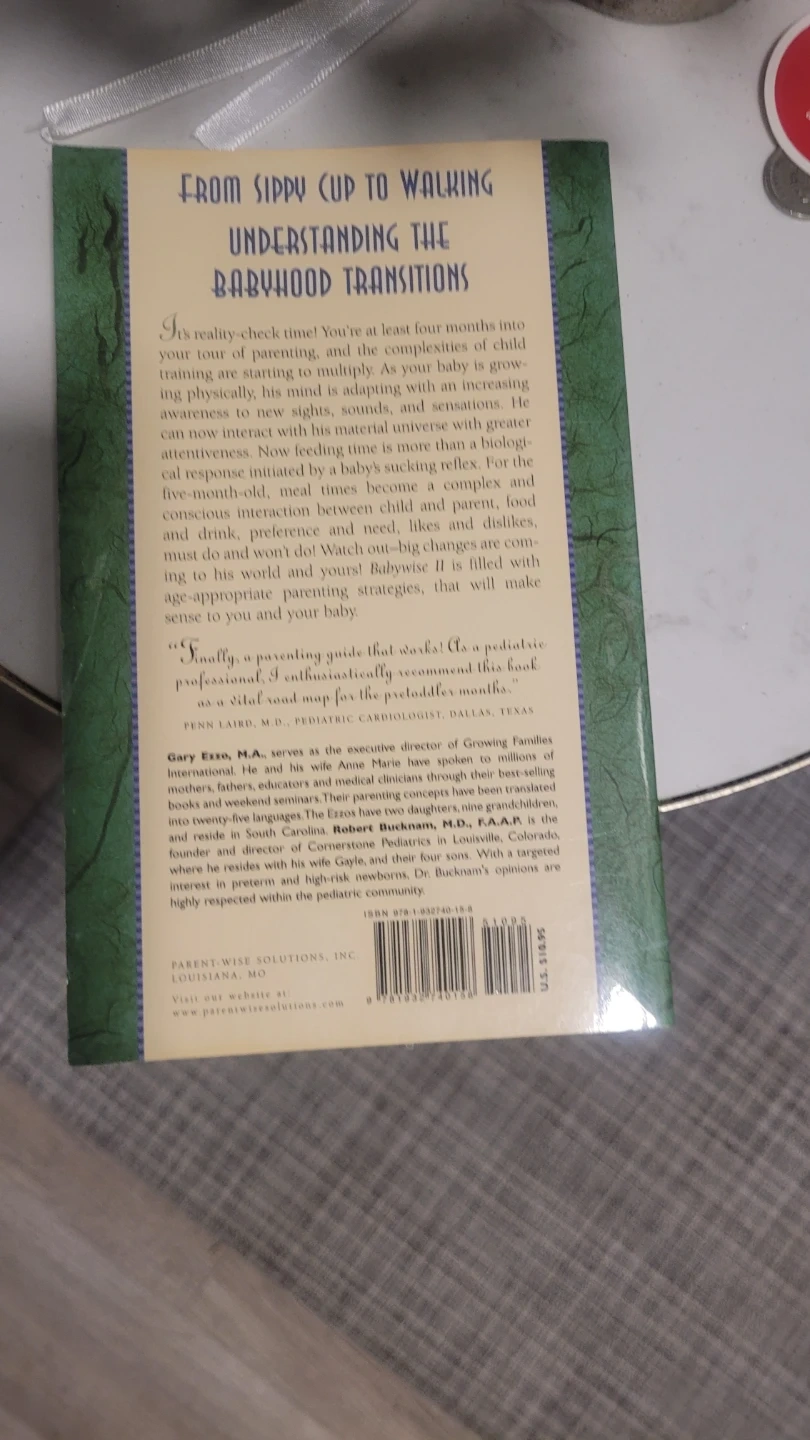 FROM SIPPY CUP TO WALKING
UNDERSTANDING THE
BABYHOOD TRANSITIONS
It's reality-check time! You're at least four months into
your tour of parenting, and the complexities of child
training are starting to multiply. As your baby is grow-
ing physically, his mind is adapting with an increasing
awareness to new sights, sounds, and sensations. He
can now interact with his material universe with greater
attentiveness. Now feeding time is more than a biologi-
cal response initiated by a baby's sucking reflex. For the
five-month-old, meal times become a complex and
conscious interaction between child and parent, food
and drink, preference and need, likes and dislikes,
must do and won't do! Watch out–big changes are com-
ing to his world and yours! Babywise II is filled with
age-appropriate parenting strategies, that will make
sense to you and your baby.
"Finally, a parenting guide that works! As a pediatric
professional, I enthusiastically recommend this book
as a vital road map for the pretoddler months."
PENN LAIRD, M.D., PEDIATRIC CARDIOLOGIST, DALLAS, TEXAS
Gary Ezzo, M.A., serves as the executive director of Growing Families
International. He and his wife Anne Marie have spoken to millions of
mothers, fathers, educators and medical clinicians through their best-selling
books and weekend seminars. Their parenting concepts have been translated
into twenty-five languages. The Ezzos have two daughters, nine grandchildren,
and reside in South Carolina. Robert Bucknam, M.D., F.A.A.P. is the
founder and director of Cornerstone Pediatrics in Louisville, Colorado,
where he resides with his wife Gayle, and their four sons. With a targeted
interest in preterm and high-risk newborns, Dr. Bucknam's opinions are
highly respected within the pediatric community.
ISBN 978-1-932740-15-8
51095
U.S. $10.95
9 781932 740158
PARENT-WISE SOLUTIONS, INC.
LOUISIANA, MO
Visit our website at:
www.parentwisesolutions.com